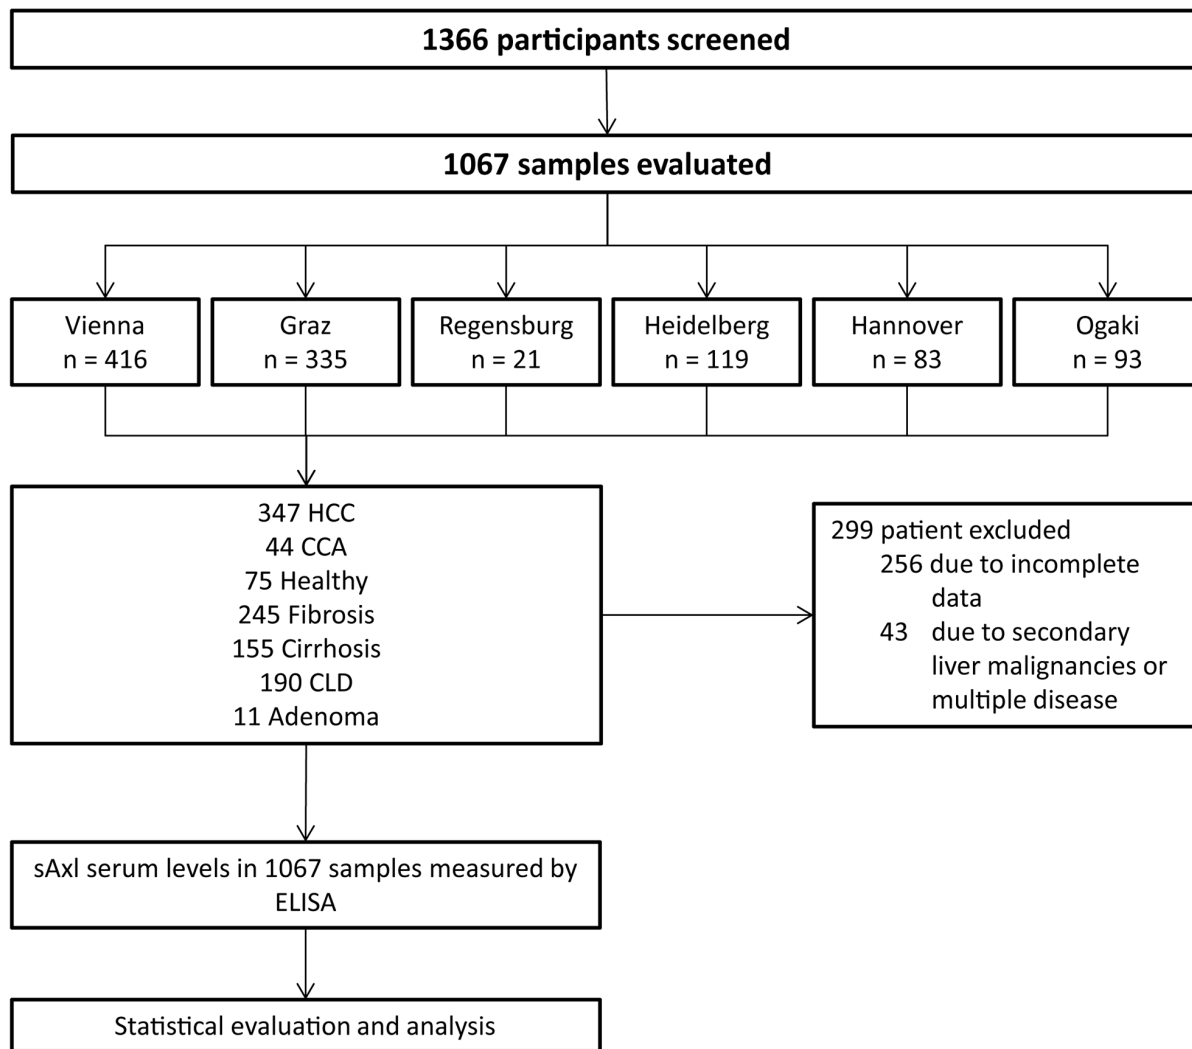 1366 participants screened
1067 samples evaluated
Vienna
n = 416
Graz
n = 335
Regensburg
n = 21
Heidelberg
n = 119
Hannover
n = 83
Ogaki
n = 93
347 HCC
44 CCA
75 Healthy
245 Fibrosis
155 Cirrhosis
190 CLD
11 Adenoma
299 patient excluded
256 due to incomplete
data
43 due to secondary
liver malignancies or
multiple disease
sAxl serum levels in 1067 samples measured by
ELISA
Statistical evaluation and analysis